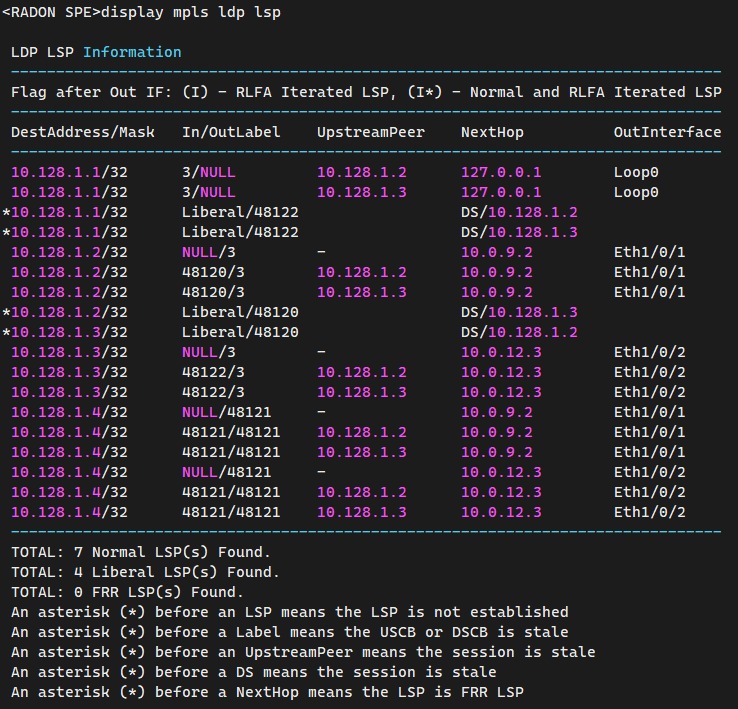 <RADON SPE>display mpls ldp lsp
LDP LSP Information
-------------------------------------------------------------------------------
Flag after Out IF: (I) - RLFA Iterated LSP, (I*) - Normal and RLFA Iterated LSP
-------------------------------------------------------------------------------
DestAddress/Mask   In/OutLabel    UpstreamPeer    NextHop          OutInterface
-------------------------------------------------------------------------------
10.128.1.1/32      3/NULL         10.128.1.2      127.0.0.1        Loop0
10.128.1.1/32      3/NULL         10.128.1.3      127.0.0.1        Loop0
*10.128.1.1/32      Liberal/48122                  DS/10.128.1.2
*10.128.1.1/32      Liberal/48122                  DS/10.128.1.3
10.128.1.2/32      NULL/3         -               10.0.9.2         Eth1/0/1
10.128.1.2/32      48120/3        10.128.1.2      10.0.9.2         Eth1/0/1
10.128.1.2/32      48120/3        10.128.1.3      10.0.9.2         Eth1/0/1
*10.128.1.2/32      Liberal/48120                  DS/10.128.1.3
*10.128.1.3/32      Liberal/48120                  DS/10.128.1.2
10.128.1.3/32      NULL/3         -               10.0.12.3        Eth1/0/2
10.128.1.3/32      48122/3        10.128.1.2      10.0.12.3        Eth1/0/2
10.128.1.3/32      48122/3        10.128.1.3      10.0.12.3        Eth1/0/2
10.128.1.4/32      NULL/48121     -               10.0.9.2         Eth1/0/1
10.128.1.4/32      48121/48121    10.128.1.2      10.0.9.2         Eth1/0/1
10.128.1.4/32      48121/48121    10.128.1.3      10.0.9.2         Eth1/0/1
10.128.1.4/32      NULL/48121     -               10.0.12.3        Eth1/0/2
10.128.1.4/32      48121/48121    10.128.1.2      10.0.12.3        Eth1/0/2
10.128.1.4/32      48121/48121    10.128.1.3      10.0.12.3        Eth1/0/2
-------------------------------------------------------------------------------
TOTAL: 7 Normal LSP(s) Found.
TOTAL: 4 Liberal LSP(s) Found.
TOTAL: 0 FRR LSP(s) Found.
An asterisk (*) before an LSP means the LSP is not established
An asterisk (*) before a Label means the USCB or DSCB is stale
An asterisk (*) before an UpstreamPeer means the session is stale
An asterisk (*) before a DS means the session is stale
An asterisk (*) before a NextHop means the LSP is FRR LSP